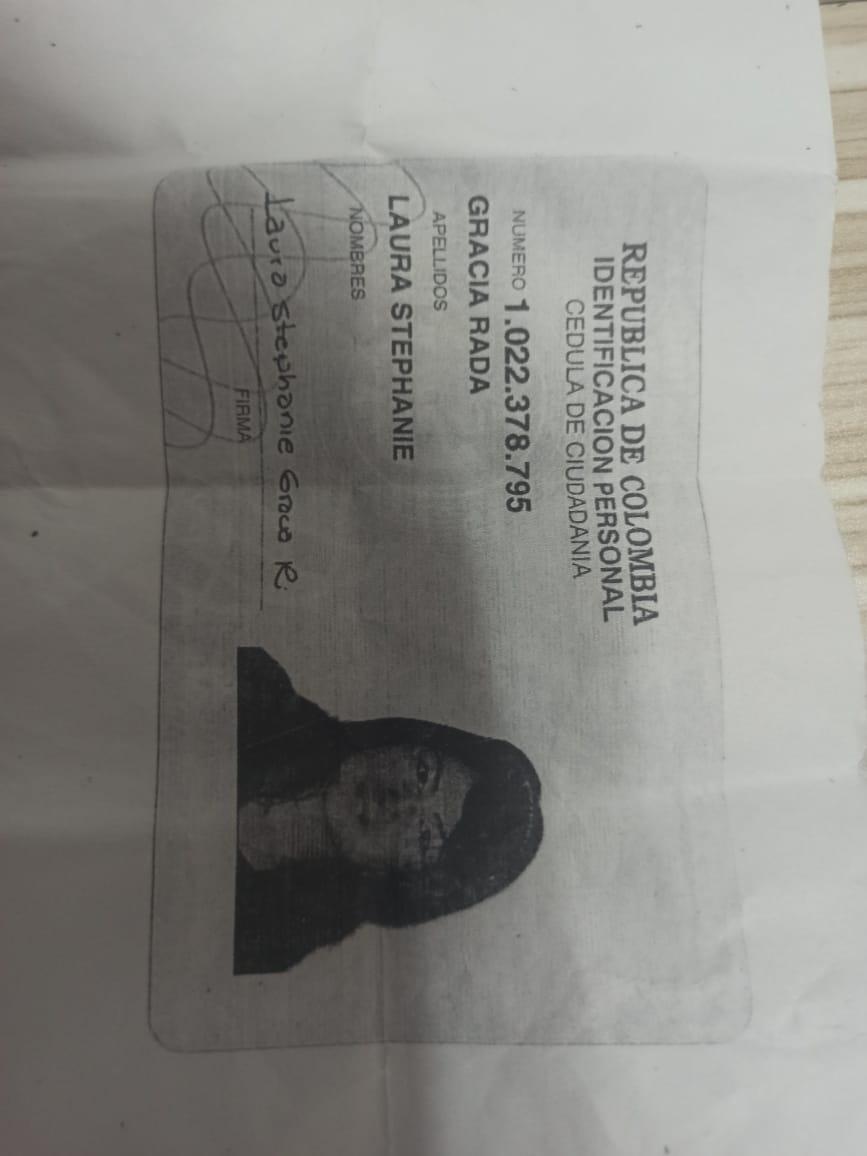 REPUBLICA DE COLOMBIA
IDENTIFICACION PERSONAL
CEDULA DE CIUDADANIA
NUMERO 1.022.378.795
GRACIA RADA
APELLIDOS
LAURA STEPHANIE
NOMBRES
Laura Stephanie Gracia R.
FIRMA